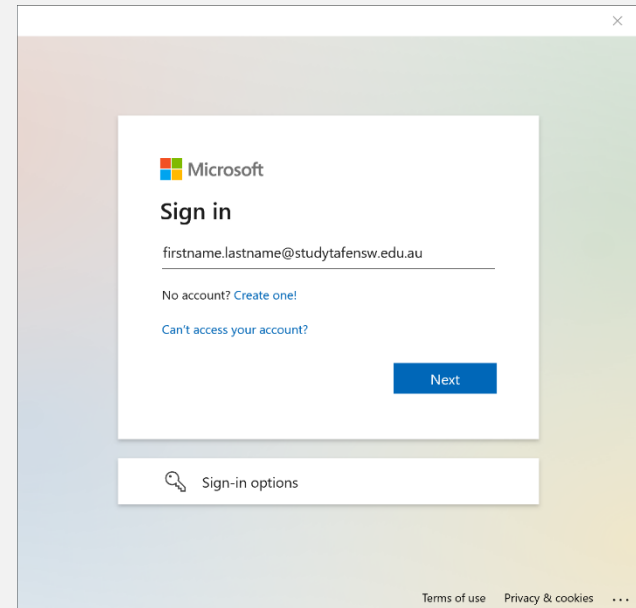 Microsoft
Sign in
firstname.lastname@studytafensw.edu.au
No account? Create one!
Can't access your account?
Next
Sign-in options
Terms of use Privacy & cookies ...